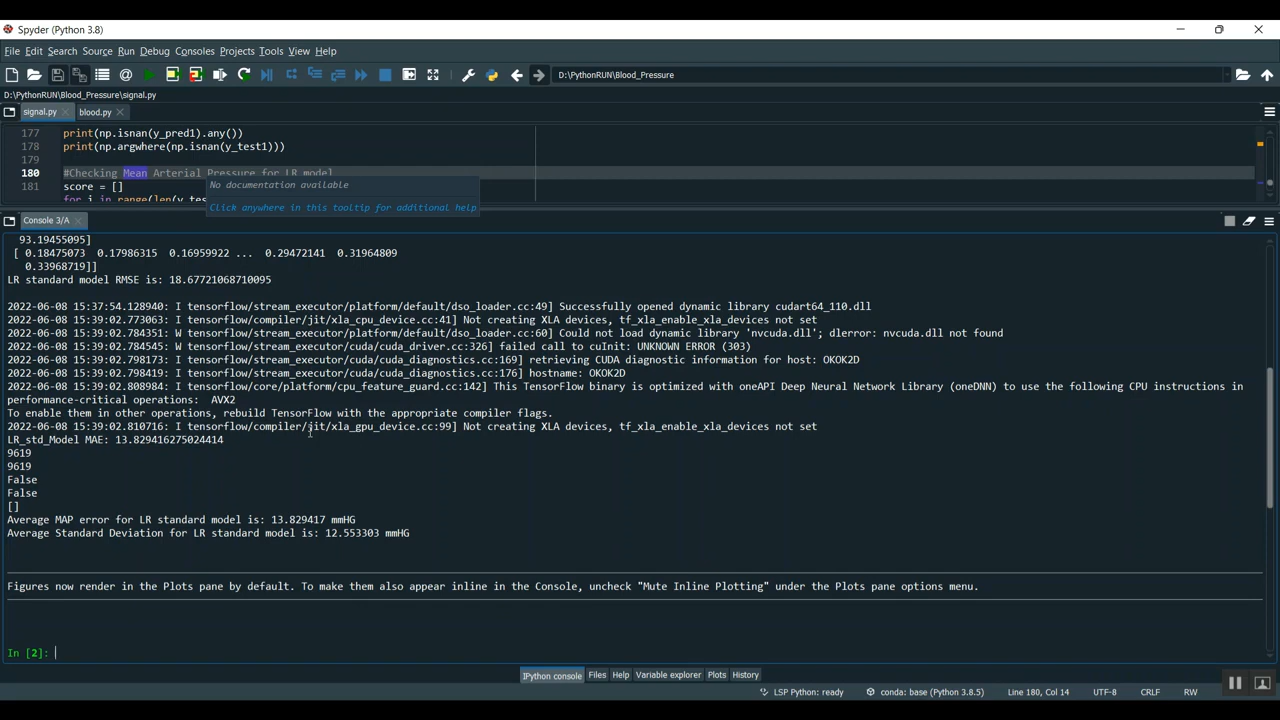 Spyder (Python 3.8)
File Edit Search Source Run Debug Consoles Projects Tools View Help
D:\PythonRUN\Blood_Pressure
D:\PythonRUN\Blood_Pressure\signal.py
signal.py blood.py
177 print(np.isnan(y_pred1).any())
178 print(np.argwhere(np.isnan(y_test1)))
179
180 #Checking Mean Arterial Pressure for LR model
181 score = []
for i in range(len(y_tes
No documentation available
Click anywhere in this tooltip for additional help
Console 3/A
93.19455095]
[ 0.18475073 0.17986315 0.16959922 ... 0.29472141 0.31964809
0.33968719]]
LR standard model RMSE is: 18.67721068710095
2022-06-08 15:37:54.128940: I tensorflow/stream_executor/platform/default/dso_loader.cc:49] Successfully opened dynamic library cudart64_110.dll
2022-06-08 15:39:02.773063: I tensorflow/compiler/jit/xla_cpu_device.cc:41] Not creating XLA devices, tf_xla_enable_xla_devices not set
2022-06-08 15:39:02.784351: W tensorflow/stream_executor/platform/default/dso_loader.cc:60] Could not load dynamic library 'nvcuda.dll'; dlerror: nvcuda.dll not found
2022-06-08 15:39:02.784545: W tensorflow/stream_executor/cuda/cuda_driver.cc:326] failed call to cuInit: UNKNOWN ERROR (303)
2022-06-08 15:39:02.798173: I tensorflow/stream_executor/cuda/cuda_diagnostics.cc:169] retrieving CUDA diagnostic information for host: OKOK2D
2022-06-08 15:39:02.798419: I tensorflow/stream_executor/cuda/cuda_diagnostics.cc:176] hostname: OKOK2D
2022-06-08 15:39:02.808984: I tensorflow/core/platform/cpu_feature_guard.cc:142] This TensorFlow binary is optimized with oneAPI Deep Neural Network Library (oneDNN) to use the following CPU instructions in
performance-critical operations: AVX2
To enable them in other operations, rebuild TensorFlow with the appropriate compiler flags.
2022-06-08 15:39:02.810716: I tensorflow/compiler/jit/xla_gpu_device.cc:99] Not creating XLA devices, tf_xla_enable_xla_devices not set
LR_std_Model MAE: 13.829416275024414
9619
9619
False
False
[]
Average MAP error for LR standard model is: 13.829417 mmHG
Average Standard Deviation for LR standard model is: 12.553303 mmHG
Figures now render in the Plots pane by default. To make them also appear inline in the Console, uncheck "Mute Inline Plotting" under the Plots pane options menu.
In [2]:
IPython console Files Help Variable explorer Plots History
LSP Python: ready conda: base (Python 3.8.5) Line 180, Col 14 UTF-8 CRLF RW